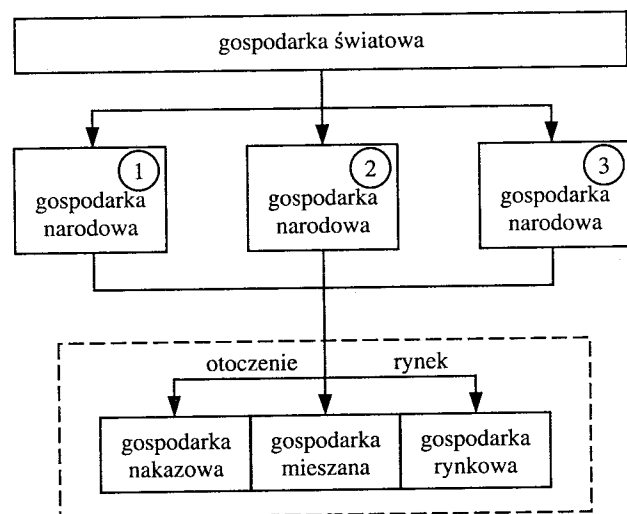 gospodarka światowa
1
gospodarka
narodowa
2
gospodarka
narodowa
3
gospodarka
narodowa
otoczenie
rynek
gospodarka
nakazowa
gospodarka
mieszana
gospodarka
rynkowa